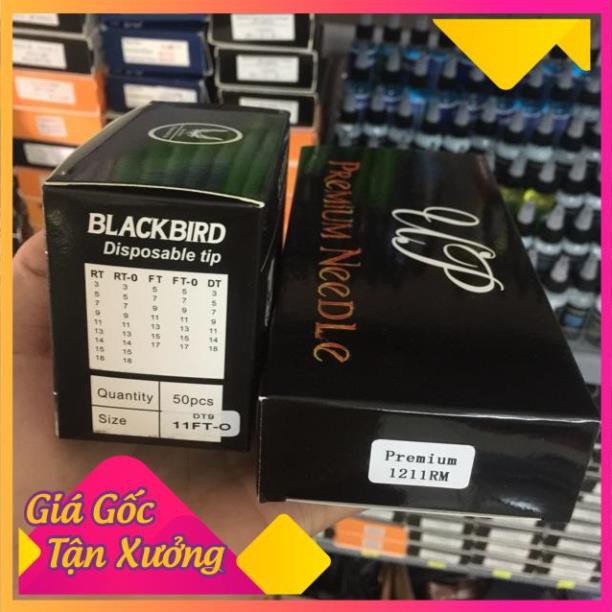 BLACKBIRD
Disposable tip
RT RT-O FT FT-O DT
3 3 5 5 3
5 5 7 7 5
7 7 9 9 7
9 9 11 11 9
11 11 13 13 11
13 13 15 15 13
14 14 17 17 14
15 15 15
18 18 18
Quantity 50pcs
DT9
Size 11FT-O
UP
PReMIUM NeeDLe
Premium
1211RM
Giá Gốc
Tận Xưởng